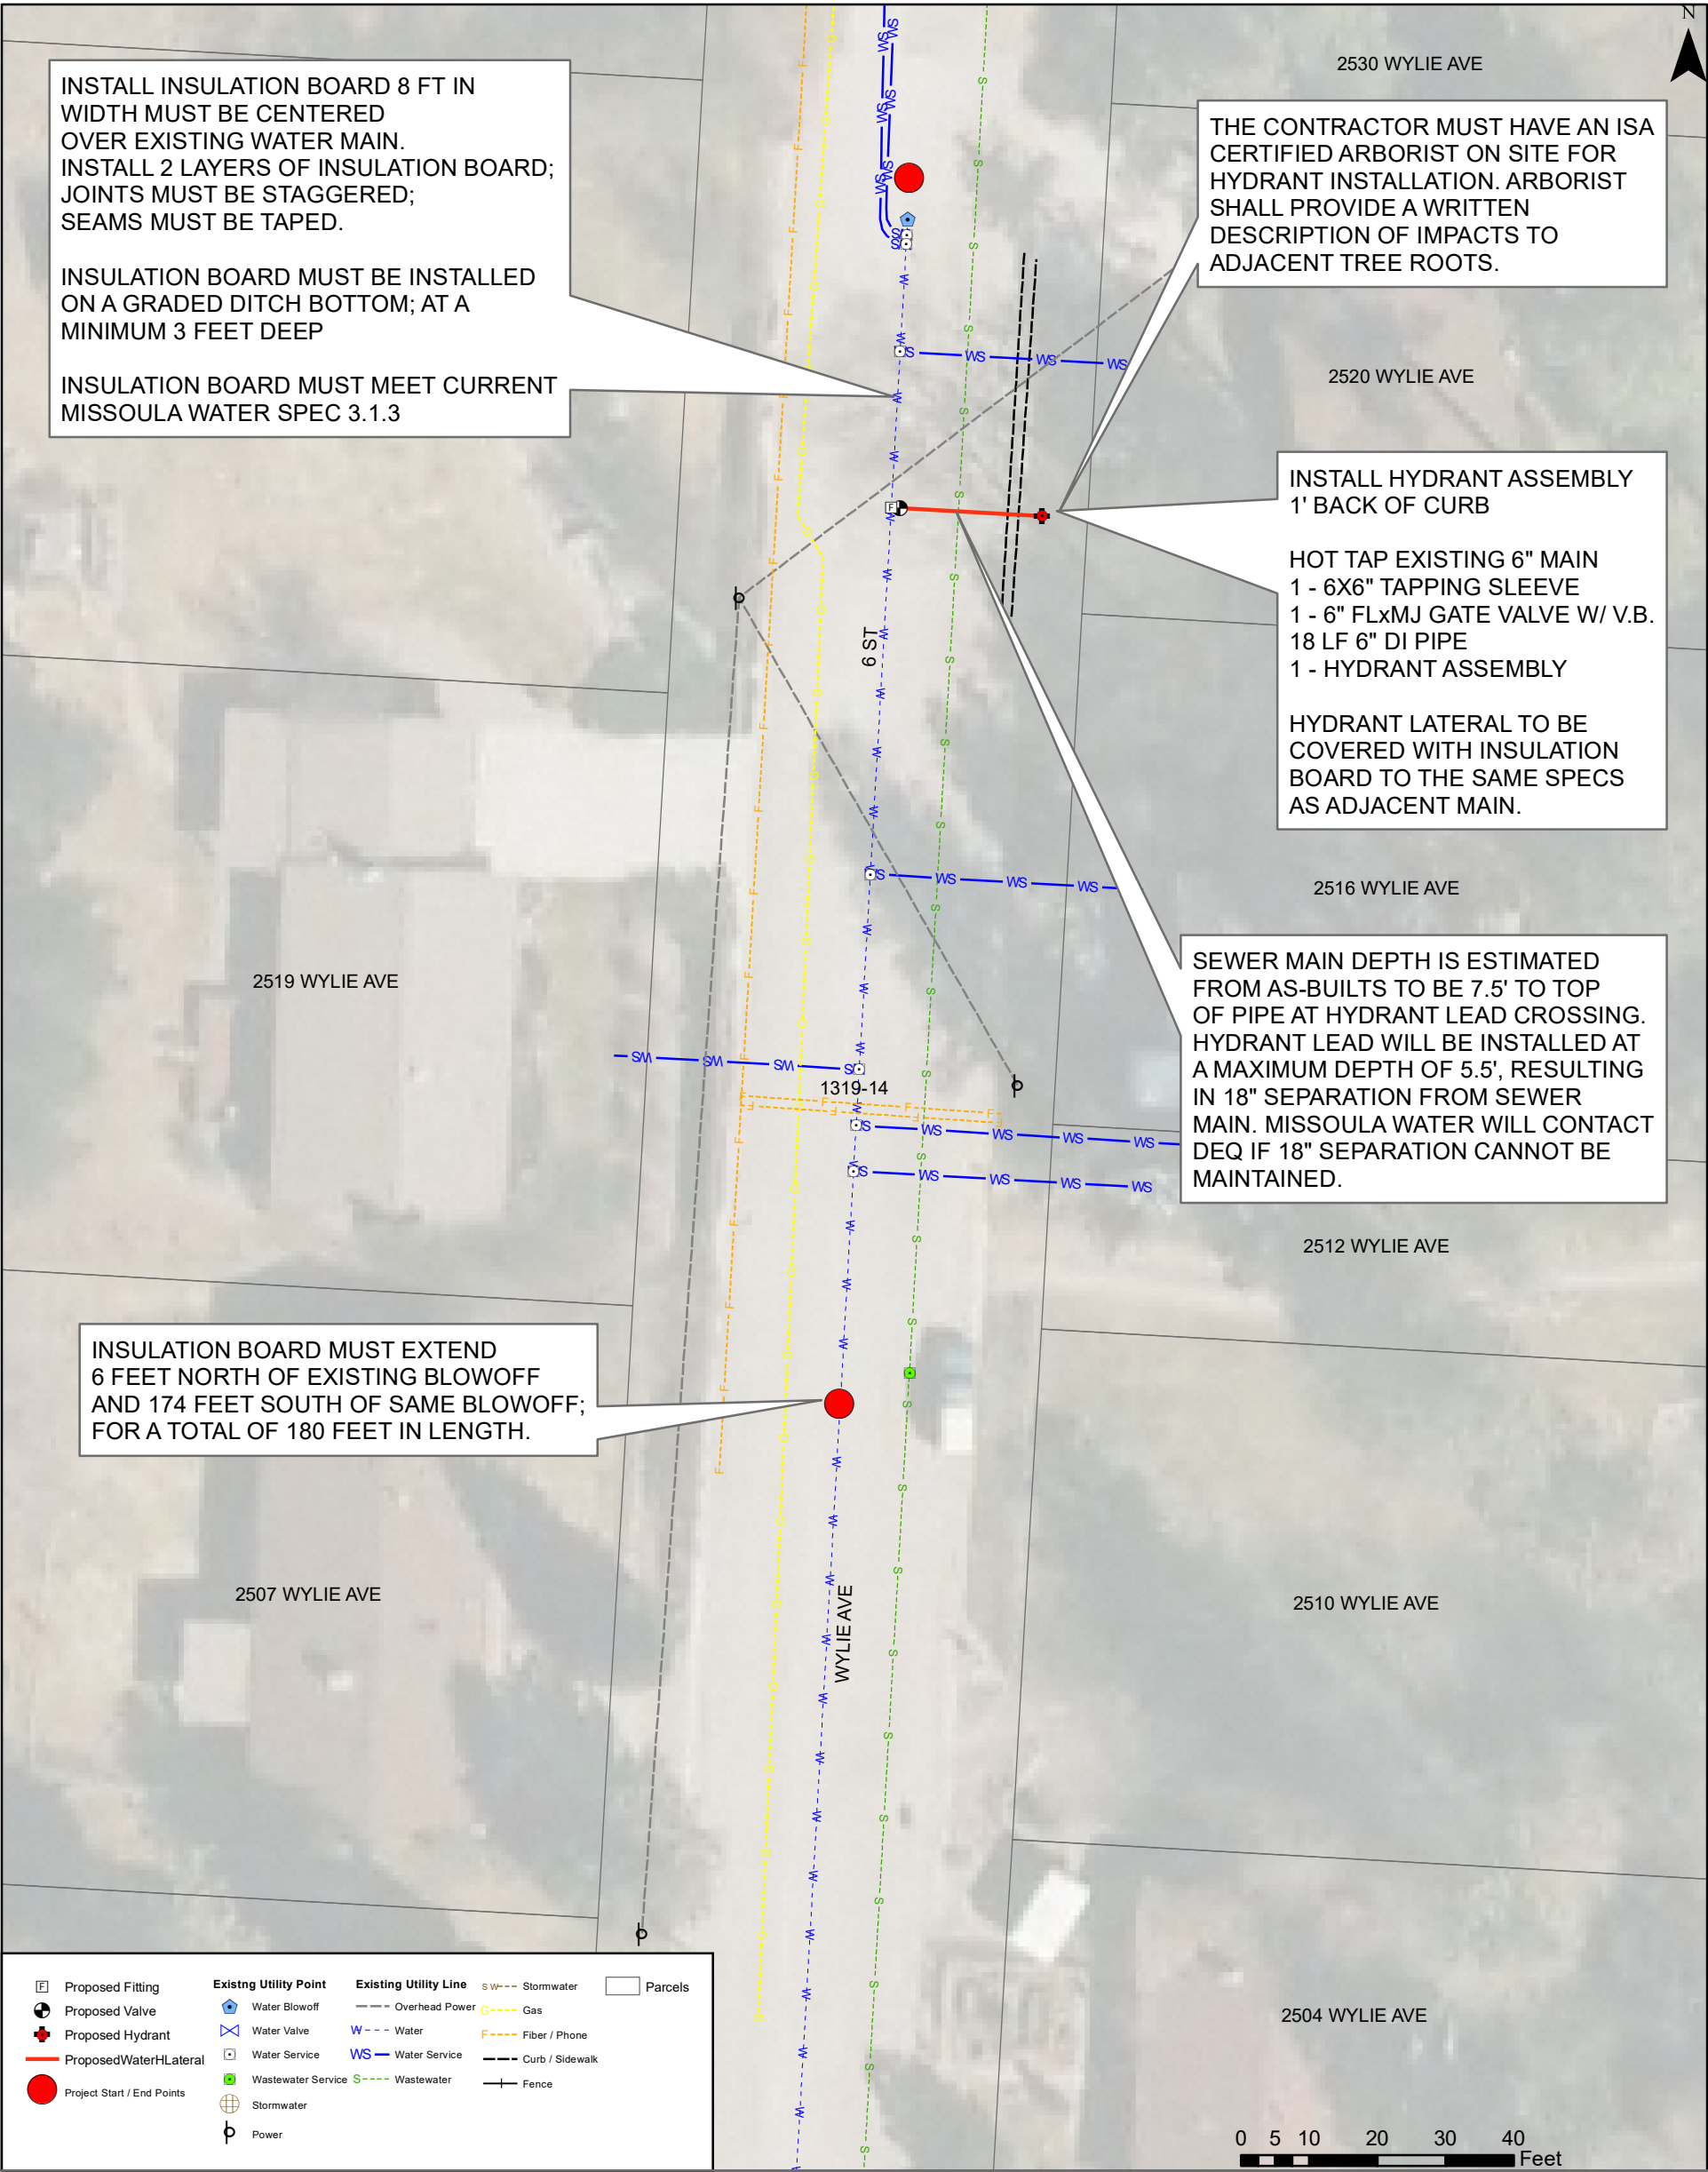 N
2530 WYLIE AVE
INSTALL INSULATION BOARD 8 FT IN
WIDTH MUST BE CENTERED
OVER EXISTING WATER MAIN.
INSTALL 2 LAYERS OF INSULATION BOARD;
JOINTS MUST BE STAGGERED;
SEAMS MUST BE TAPED.
INSULATION BOARD MUST BE INSTALLED
ON A GRADED DITCH BOTTOM; AT A
MINIMUM 3 FEET DEEP
INSULATION BOARD MUST MEET CURRENT
MISSOULA WATER SPEC 3.1.3
THE CONTRACTOR MUST HAVE AN ISA
CERTIFIED ARBORIST ON SITE FOR
HYDRANT INSTALLATION. ARBORIST
SHALL PROVIDE A WRITTEN
DESCRIPTION OF IMPACTS TO
ADJACENT TREE ROOTS.
2520 WYLIE AVE
INSTALL HYDRANT ASSEMBLY
1' BACK OF CURB
HOT TAP EXISTING 6" MAIN
1 - 6X6" TAPPING SLEEVE
1 - 6" FLxMJ GATE VALVE W/ V.B.
18 LF 6" DI PIPE
1 - HYDRANT ASSEMBLY
HYDRANT LATERAL TO BE
COVERED WITH INSULATION
BOARD TO THE SAME SPECS
AS ADJACENT MAIN.
6 ST
2516 WYLIE AVE
SEWER MAIN DEPTH IS ESTIMATED
FROM AS-BUILTS TO BE 7.5' TO TOP
OF PIPE AT HYDRANT LEAD CROSSING.
HYDRANT LEAD WILL BE INSTALLED AT
A MAXIMUM DEPTH OF 5.5', RESULTING
IN 18" SEPARATION FROM SEWER
MAIN. MISSOULA WATER WILL CONTACT
DEQ IF 18" SEPARATION CANNOT BE
MAINTAINED.
2519 WYLIE AVE
1319-14
2512 WYLIE AVE
INSULATION BOARD MUST EXTEND
6 FEET NORTH OF EXISTING BLOWOFF
AND 174 FEET SOUTH OF SAME BLOWOFF;
FOR A TOTAL OF 180 FEET IN LENGTH.
2507 WYLIE AVE
WYLIE AVE
2510 WYLIE AVE
2504 WYLIE AVE
F Proposed Fitting
Proposed Valve
Proposed Hydrant
ProposedWaterHLateral
Project Start / End Points
Existng Utility Point
Water Blowoff
Water Valve
Water Service
Wastewater Service
Stormwater
Power
Existing Utility Line
Overhead Power
W Water
WS Water Service
S Wastewater
SW Stormwater
G Gas
F Fiber / Phone
Curb / Sidewalk
Fence
Parcels
0 5 10 20 30 40
Feet